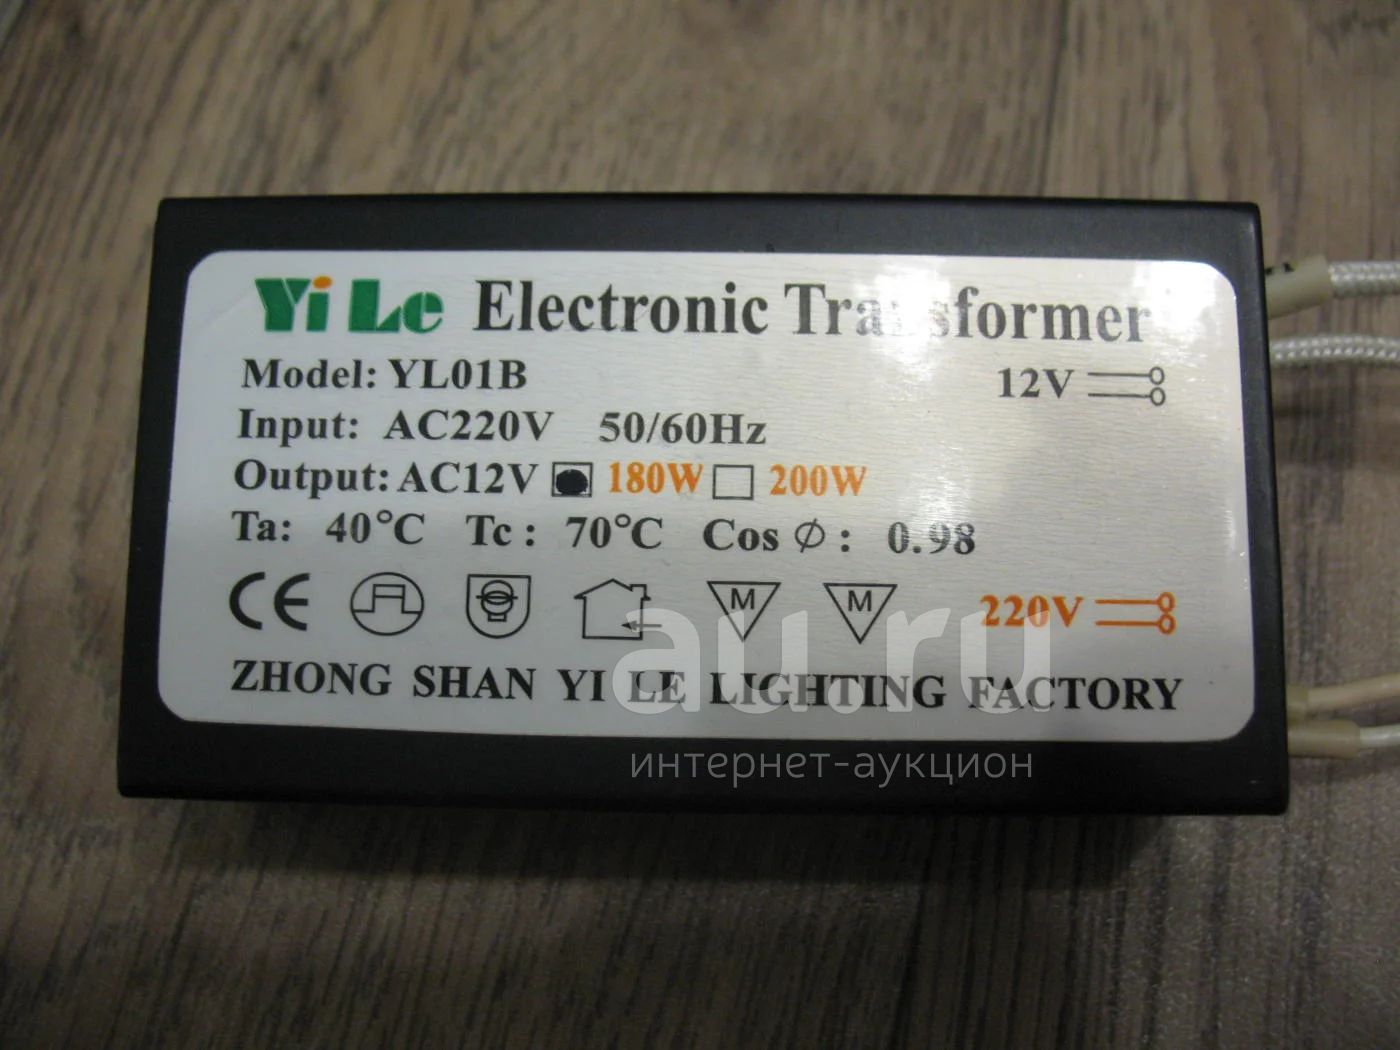 Yi Le Electronic Transformer
Model: YL01B
12V
Input: AC220V 50/60Hz
Output: AC12V 180W 200W
Ta: 40°C Tc: 70°C Cos Ø: 0.98
CE M M 220V
ZHONG SHAN YI LE LIGHTING FACTORY
au.ru
интернет-аукцион